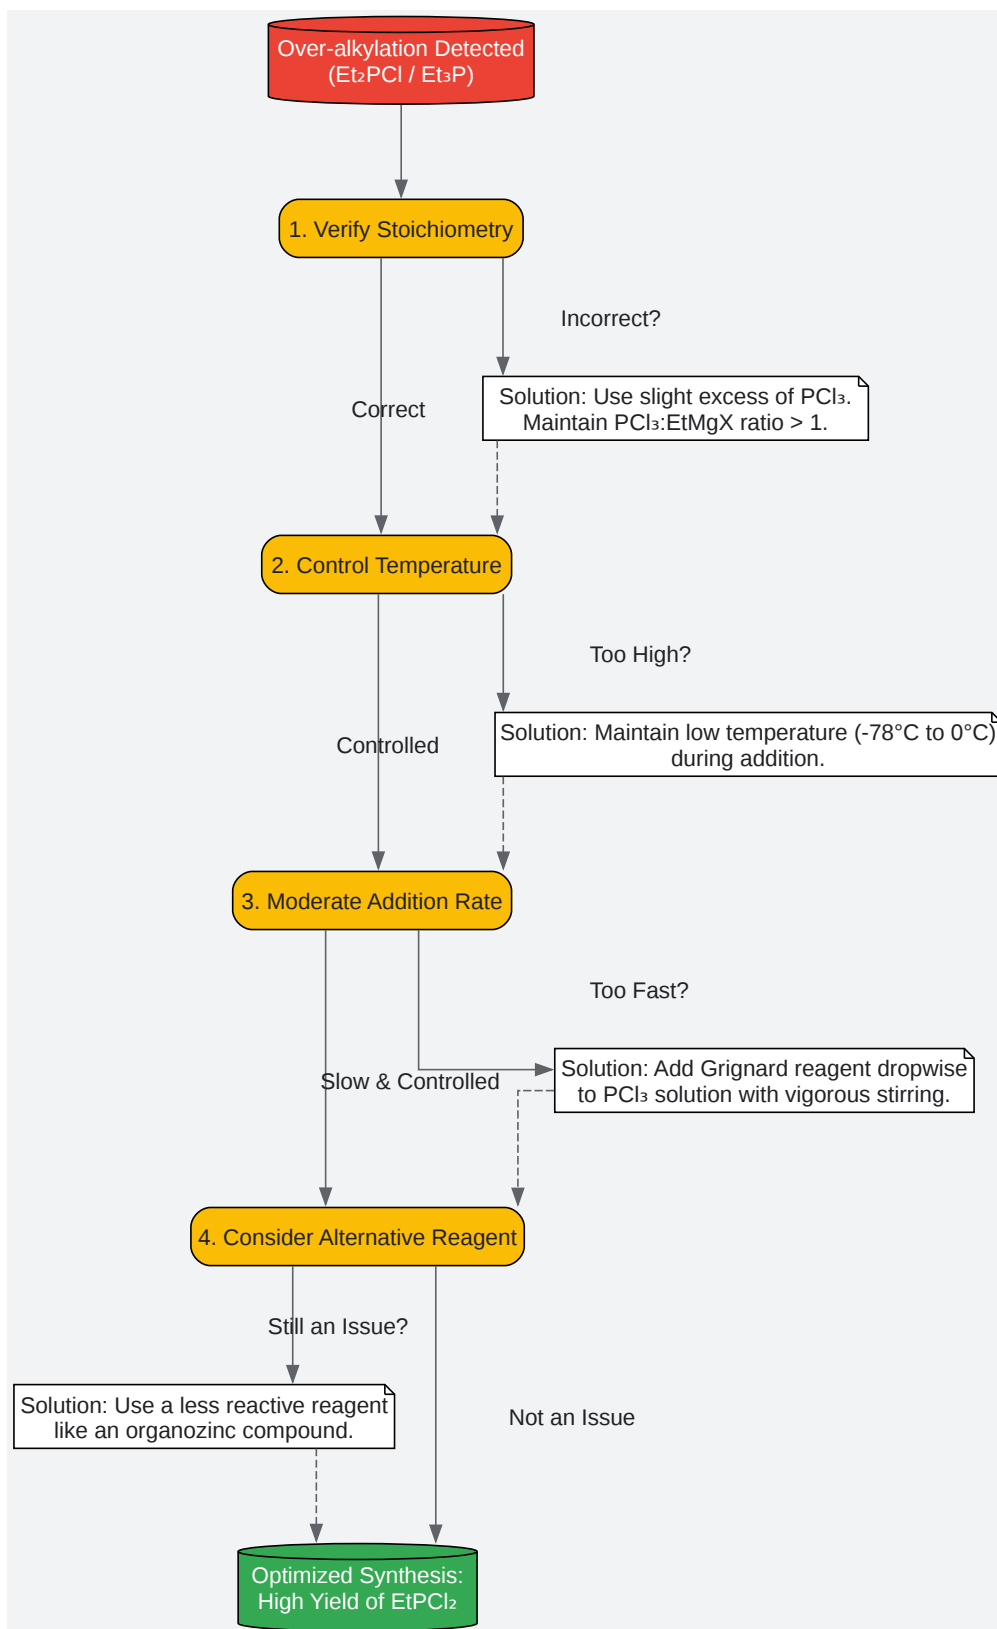 Over-alkylation Detected
(Et₂PCl / Et₃P)
1. Verify Stoichiometry
Incorrect?
Solution: Use slight excess of PCl₃.
Maintain PCl₃:EtMgX ratio > 1.
Correct
2. Control Temperature
Too High?
Solution: Maintain low temperature (-78°C to 0°C)
during addition.
Controlled
3. Moderate Addition Rate
Too Fast?
Solution: Add Grignard reagent dropwise
to PCl₃ solution with vigorous stirring.
Slow & Controlled
4. Consider Alternative Reagent
Still an Issue?
Solution: Use a less reactive reagent
like an organozinc compound.
Not an Issue
Optimized Synthesis:
High Yield of EtPCl₂